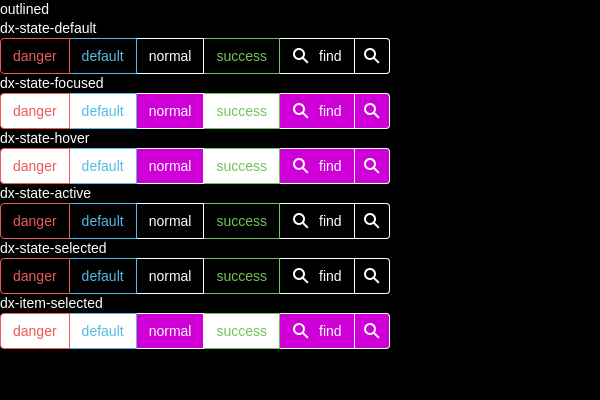 outlined
dx-state-default
danger default normal success find
dx-state-focused
danger default normal success find
dx-state-hover
danger default normal success find
dx-state-active
danger default normal success find
dx-state-selected
danger default normal success find
dx-item-selected
danger default normal success find